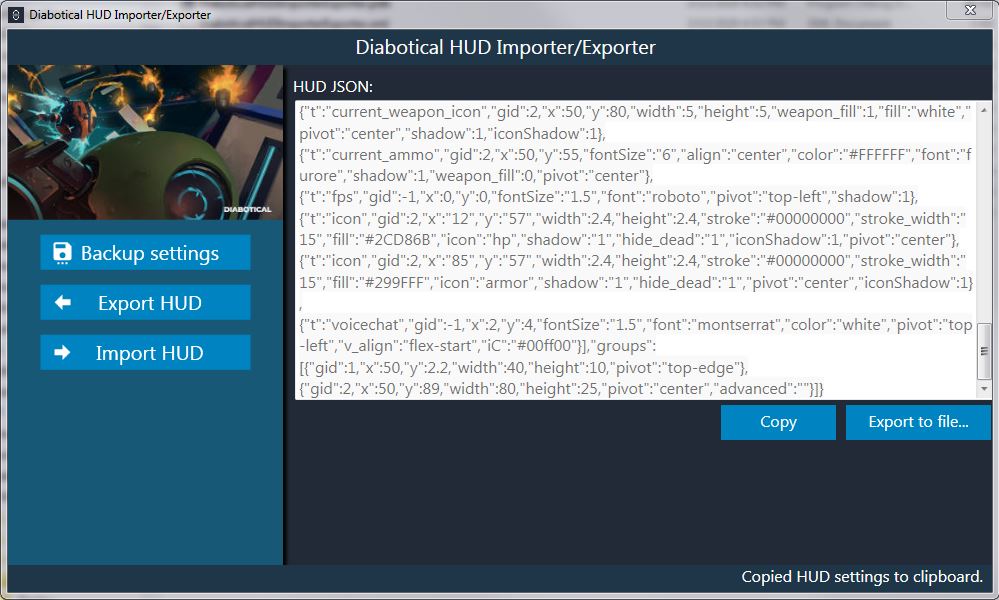 Diabotical HUD Importer/Exporter
Diabotical HUD Importer/Exporter
DIABOTICAL
Backup settings
Export HUD
Import HUD
HUD JSON:
{"t":"current_weapon_icon","gid":2,"x":50,"y":80,"width":5,"height":5,"weapon_fill":1,"fill":"white","
pivot":"center","shadow":1,"iconShadow":1},
{"t":"current_ammo","gid":2,"x":50,"y":55,"fontSize":"6","align":"center","color":"#FFFFFF","font":"f
urore","shadow":1,"weapon_fill":0,"pivot":"center"},
{"t":"fps","gid":-1,"x":0,"y":0,"fontSize":"1.5","font":"roboto","pivot":"top-left","shadow":1},
{"t":"icon","gid":2,"x":"12","y":"57","width":2.4,"height":2.4,"stroke":"#00000000","stroke_width":"
15","fill":"#2CD86B","icon":"hp","shadow":"1","hide_dead":"1","iconShadow":1,"pivot":"center"},
{"t":"icon","gid":2,"x":"85","y":"57","width":2.4,"height":2.4,"stroke":"#00000000","stroke_width":"
15","fill":"#299FFF","icon":"armor","shadow":"1","hide_dead":"1","pivot":"center","iconShadow":1}
,
{"t":"voicechat","gid":-1,"x":2,"y":4,"fontSize":"1.5","font":"montserrat","color":"white","pivot":"top
-left","v_align":"flex-start","iC":"#00ff00"}],"groups":
[{"gid":1,"x":50,"y":2.2,"width":40,"height":10,"pivot":"top-edge"},
{"gid":2,"x":50,"y":89,"width":80,"height":25,"pivot":"center","advanced":""}]}
Copy
Export to file...
Copied HUD settings to clipboard.